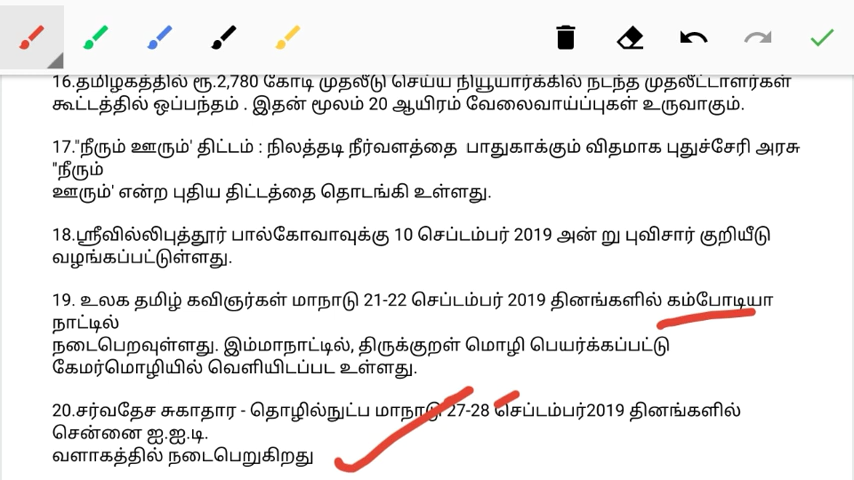 16.தமிழகத்தில் ரூ.2,780 கோடி முதலீடு செய்ய நியூயார்க்கில் நடந்த முதலீட்டாளர்கள்
கூட்டத்தில் ஒப்பந்தம் . இதன் மூலம் 20 ஆயிரம் வேலைவாய்ப்புகள் உருவாகும்.
17."நீரும் ஊரும்' திட்டம் : நிலத்தடி நீர்வளத்தை பாதுகாக்கும் விதமாக புதுச்சேரி அரசு
"நீரும்
ஊரும்' என்ற புதிய திட்டத்தை தொடங்கி உள்ளது.
18.ஸ்ரீவில்லிபுத்தூர் பால்கோவாவுக்கு 10 செப்டம்பர் 2019 அன் று புவிசார் குறியீடு
வழங்கப்பட்டுள்ளது.
19. உலக தமிழ் கவிஞர்கள் மாநாடு 21-22 செப்டம்பர் 2019 தினங்களில் கம்போடியா
நாட்டில்
நடைபெறவுள்ளது. இம்மாநாட்டில், திருக்குறள் மொழி பெயர்க்கப்பட்டு
கேமர்மொழியில் வெளியிடப்பட உள்ளது.
20.சர்வதேச சுகாதார - தொழில்நுட்ப மாநாடு 27-28 செப்டம்பர்2019 தினங்களில்
சென்னை ஐ.ஐ.டி.
வளாகத்தில் நடைபெறுகிறது